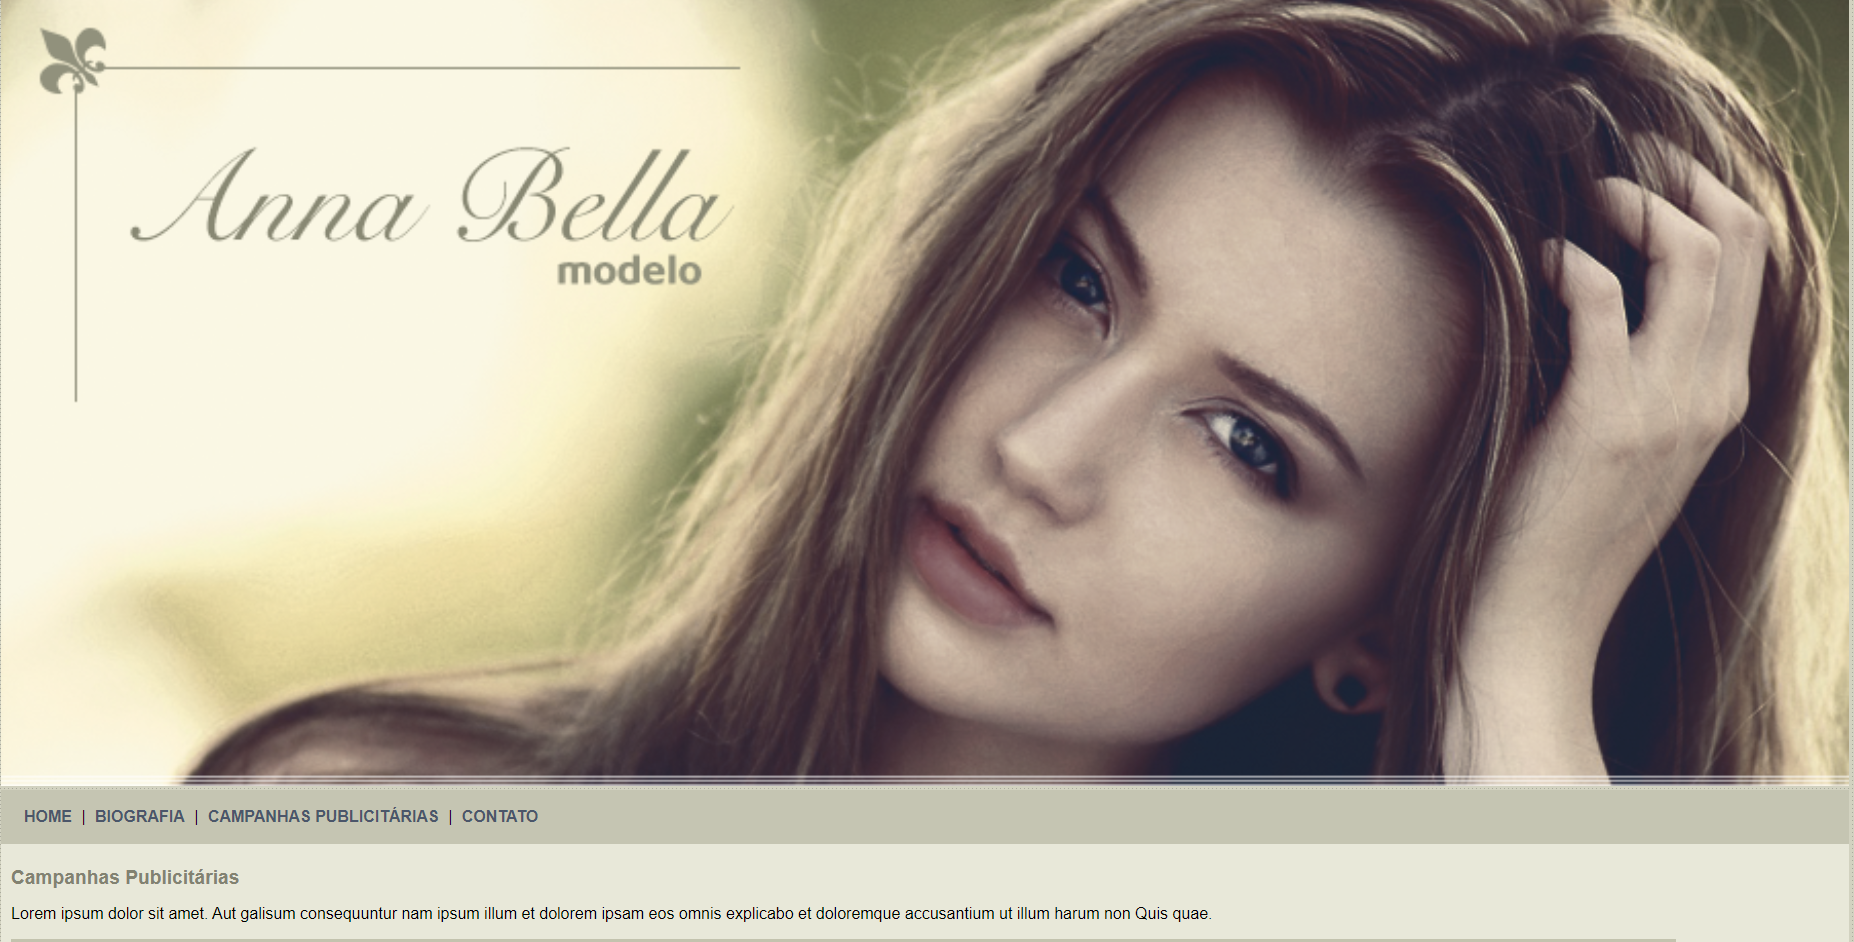 Anna Bella
modelo
HOME | BIOGRAFIA | CAMPANHAS PUBLICITÁRIAS | CONTATO
Campanhas Publicitárias
Lorem ipsum dolor sit amet. Aut galisum consequuntur nam ipsum illum et dolorem ipsam eos omnis explicabo et doloremque accusantium ut illum harum non Quis quae.